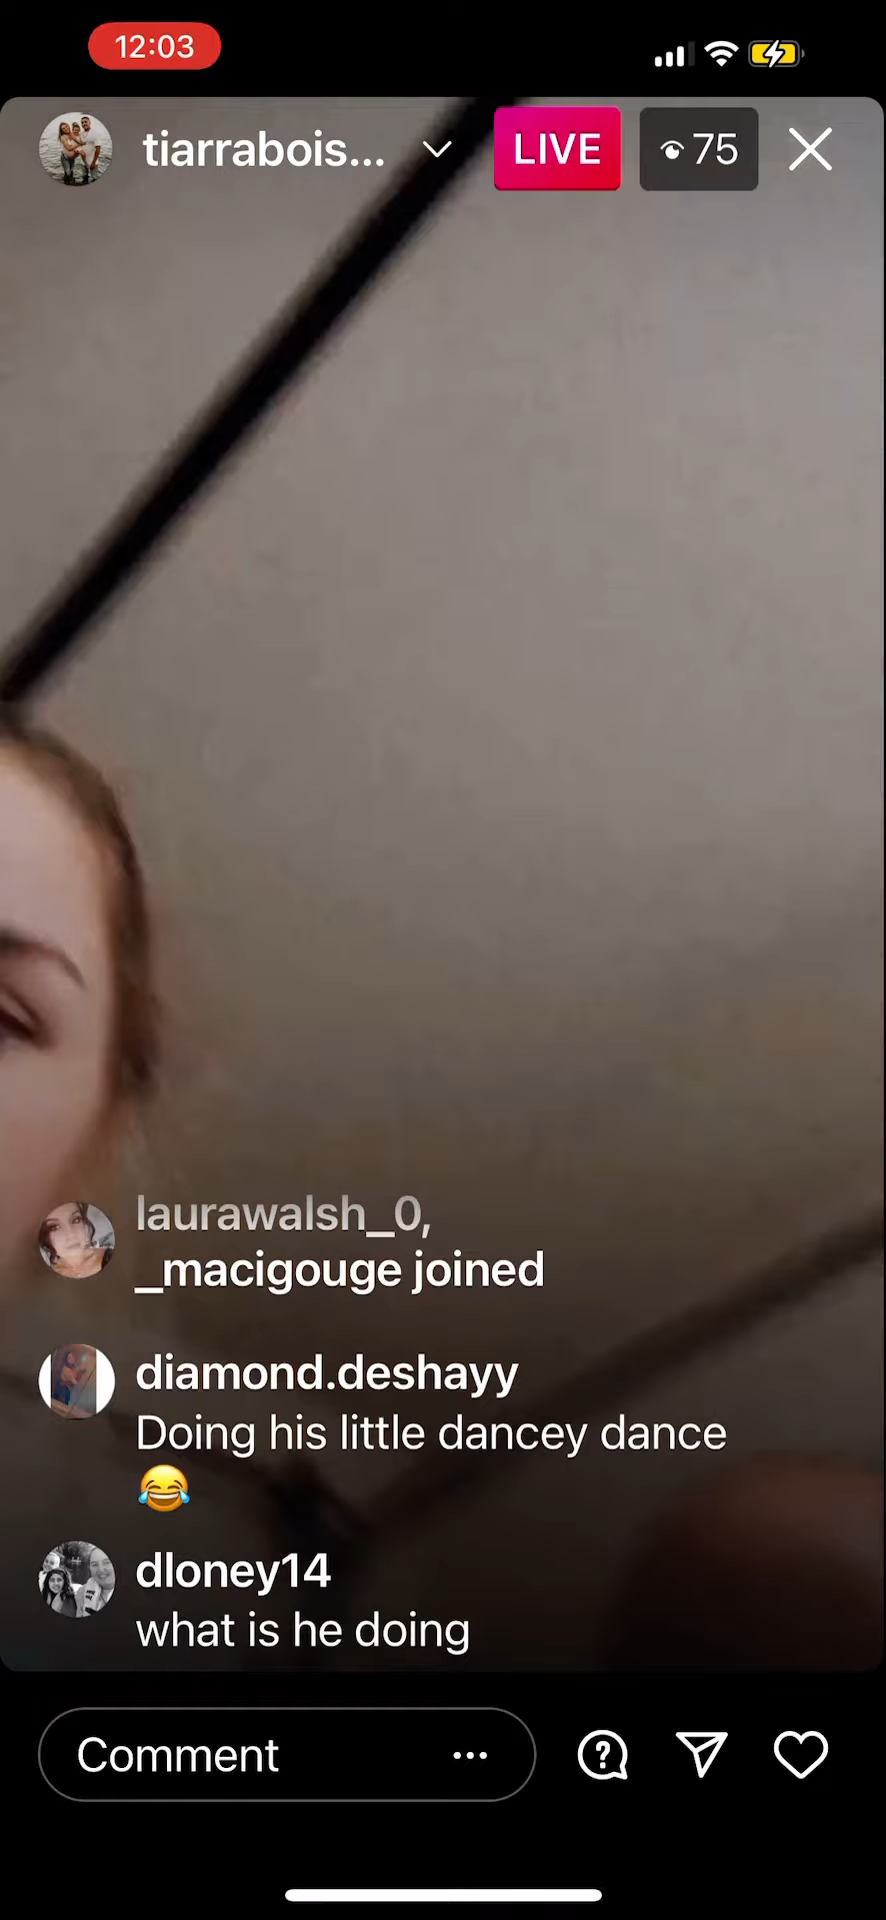 12:03
tiarrabois...
LIVE
75
laurawalsh_0,
_macigouge joined
diamond.deshayy
Doing his little dancey dance
😂
dloney14
what is he doing
Comment